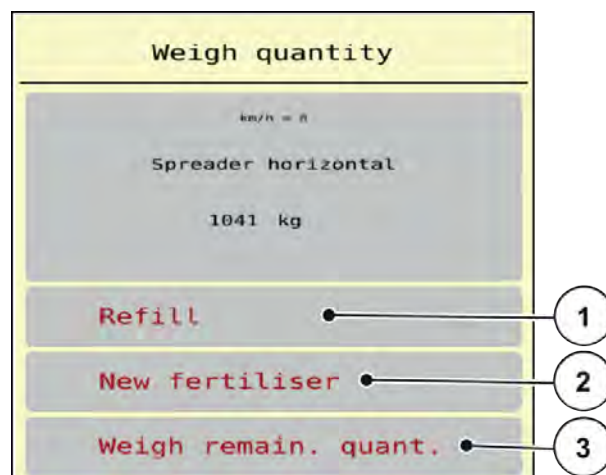 Weigh quantity
km/h = 0
Spreader horizontal
1041 kg
Refill
1
New fertiliser
2
Weigh remain. quant.
3